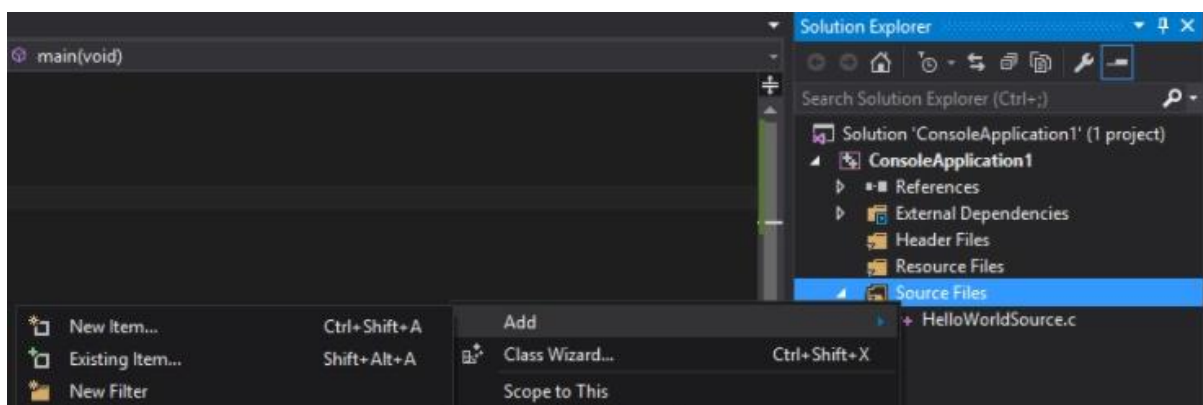 Solution Explorer
main(void)
Search Solution Explorer (Ctrl+;)
Solution 'ConsoleApplication1' (1 project)
ConsoleApplication1
References
External Dependencies
Header Files
Resource Files
Source Files
HelloWorldSource.c
New Item... Ctrl+Shift+A
Existing Item... Shift+Alt+A
New Filter
Add
Class Wizard... Ctrl+Shift+X
Scope to This